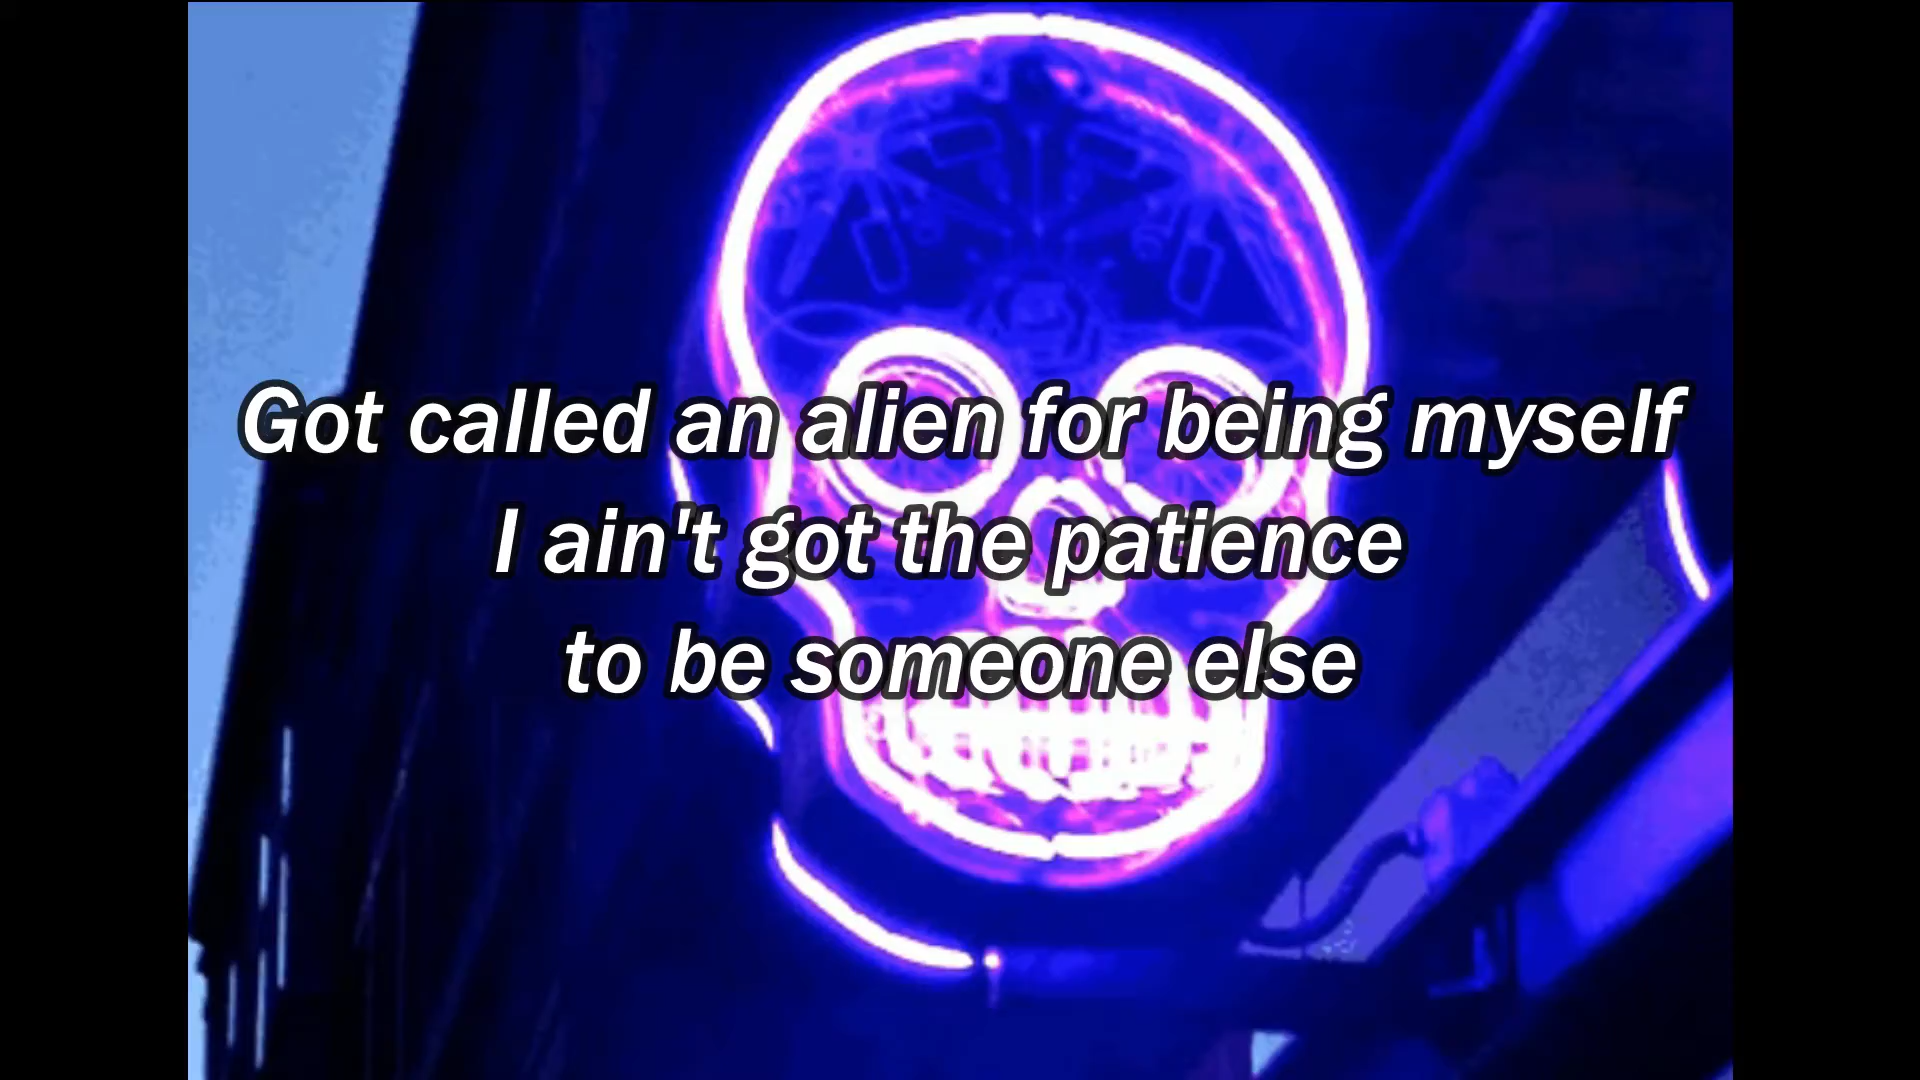 Got called an alien for being myself
I ain't got the patience
to be someone else